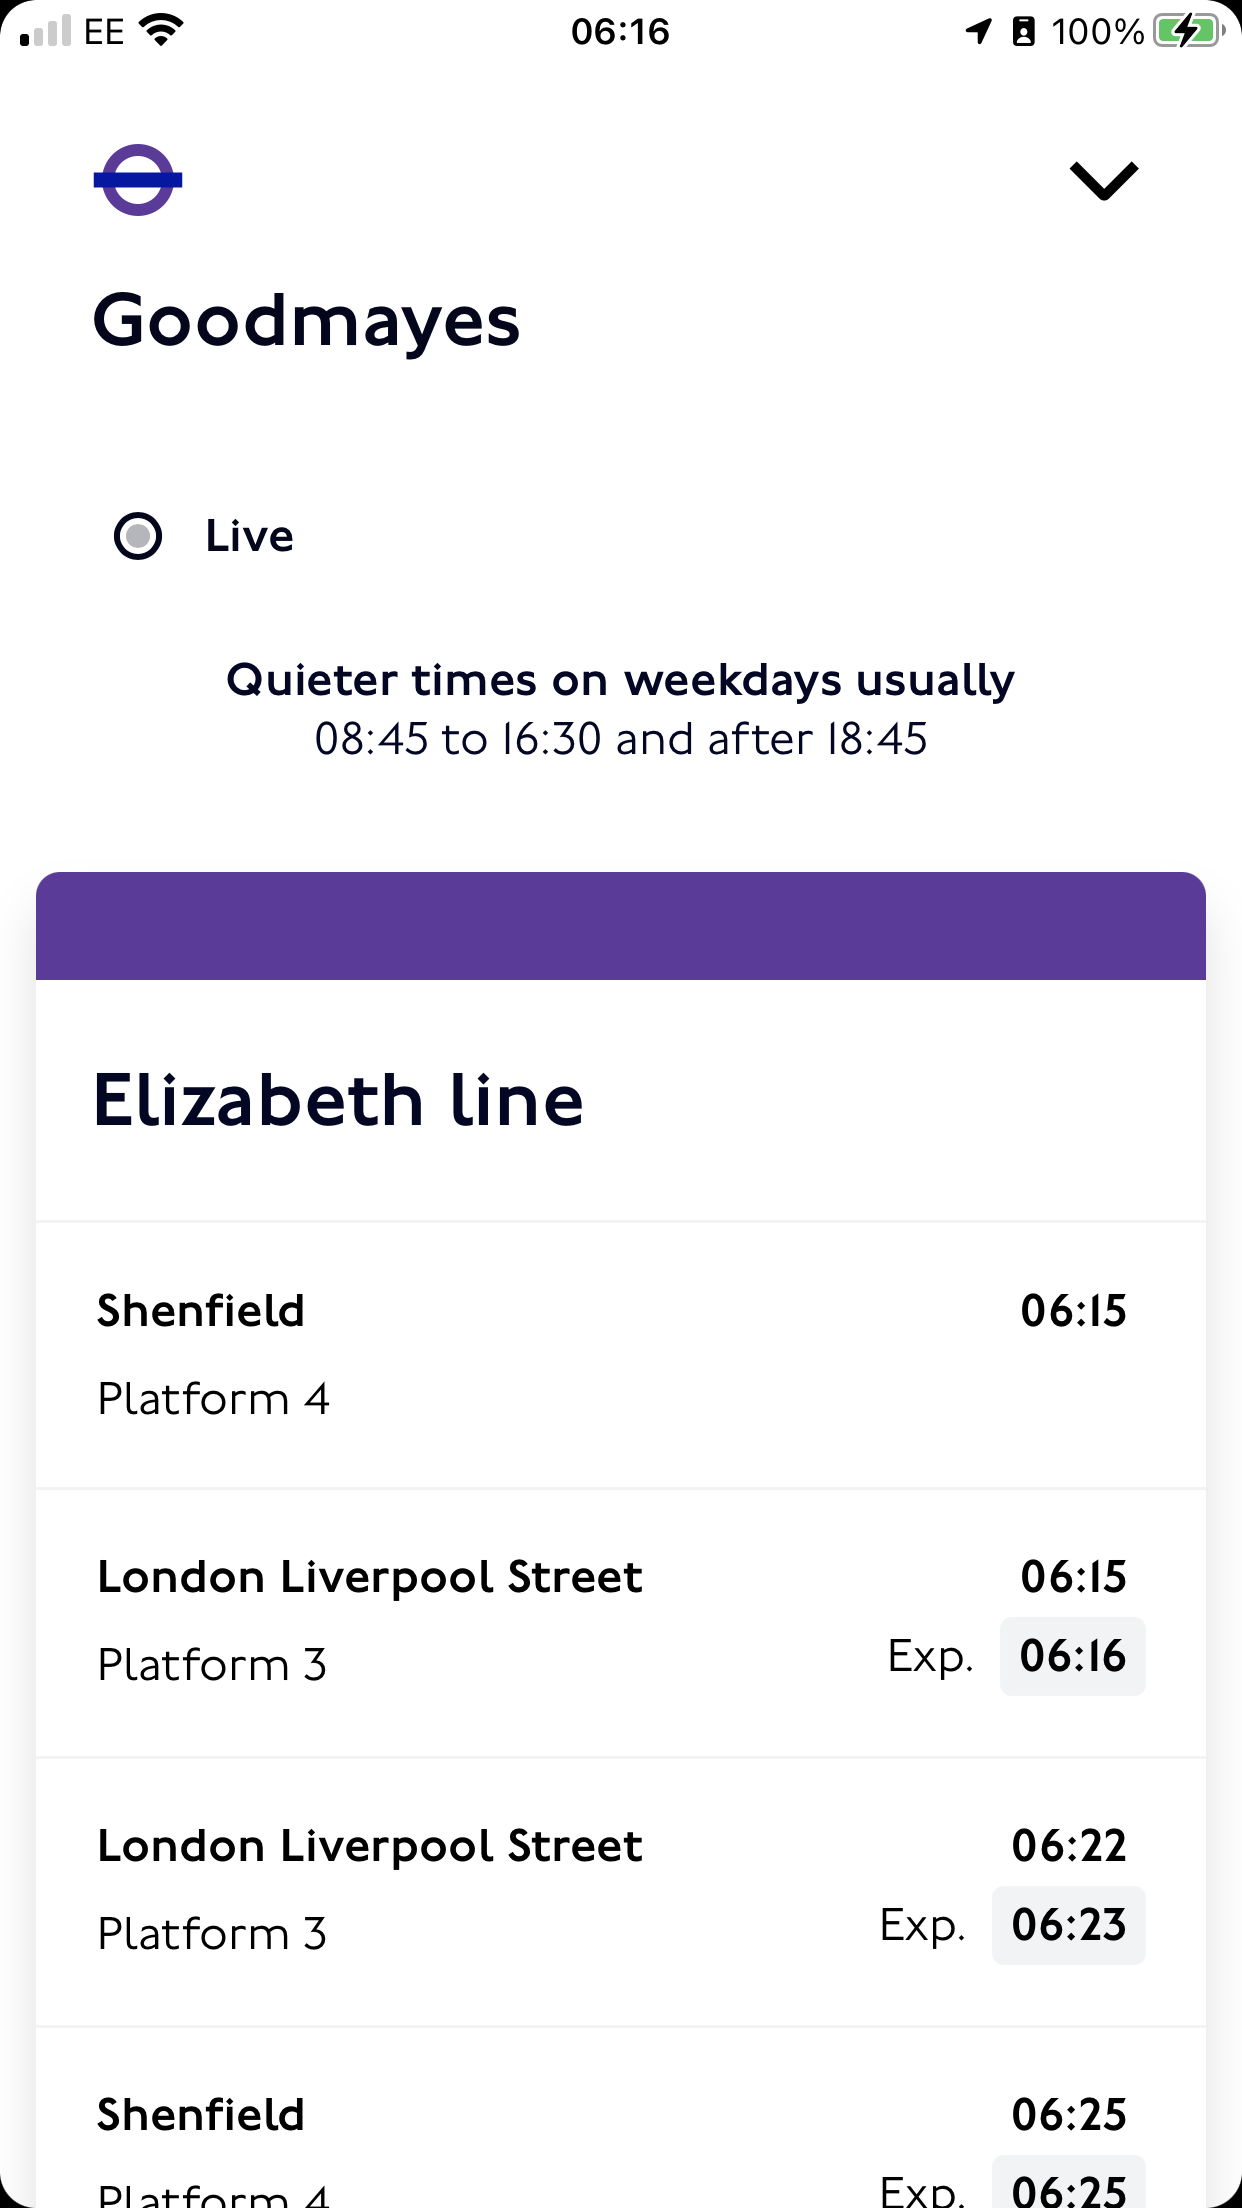 EE 06:16 100%
Goodmayes
Live
Quieter times on weekdays usually
08:45 to 16:30 and after 18:45
Elizabeth line
Shenfield 06:15
Platform 4
London Liverpool Street 06:15
Platform 3 Exp. 06:16
London Liverpool Street 06:22
Platform 3 Exp. 06:23
Shenfield 06:25
Platform 4 Exp. 06:25